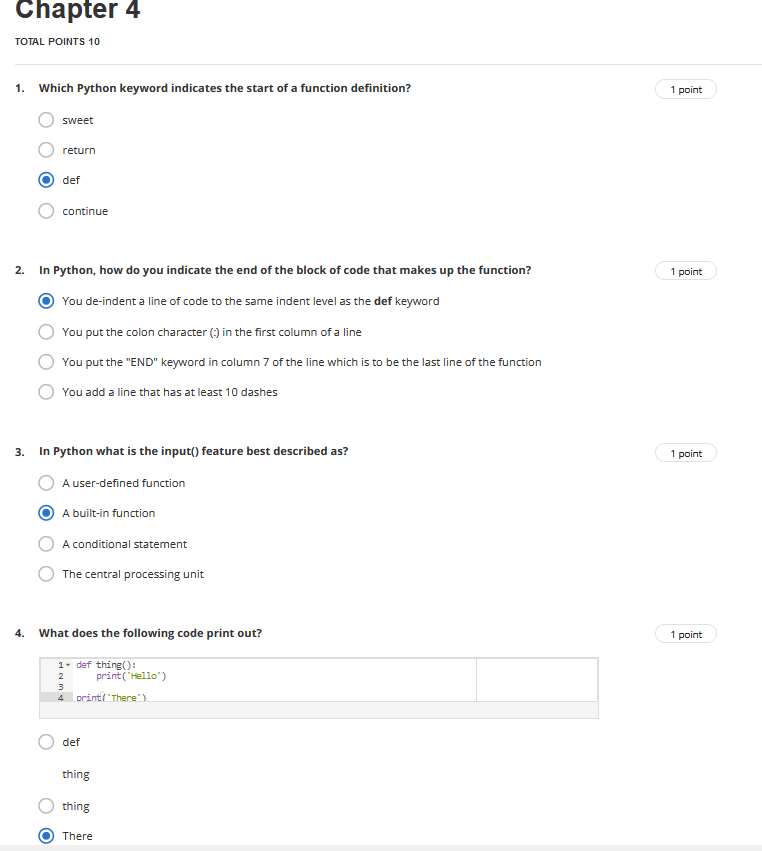 Chapter 4
TOTAL POINTS 10
1. Which Python keyword indicates the start of a function definition? 1 point
sweet
return
def
continue
2. In Python, how do you indicate the end of the block of code that makes up the function? 1 point
You de-indent a line of code to the same indent level as the def keyword
You put the colon character (:) in the first column of a line
You put the "END" keyword in column 7 of the line which is to be the last line of the function
You add a line that has at least 10 dashes
3. In Python what is the input() feature best described as? 1 point
A user-defined function
A built-in function
A conditional statement
The central processing unit
4. What does the following code print out? 1 point
1 def thing():
2 print('Hello')
3
4 print('There')
def
thing
thing
There